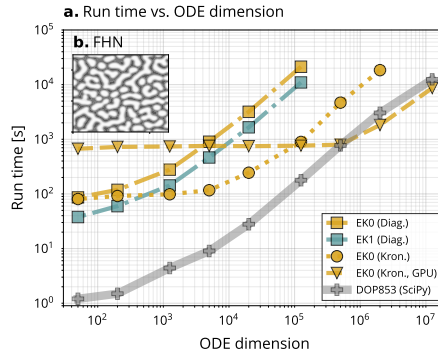 a. Run time vs. ODE dimension
b. FHN
Run time [s]
10^5
10^4
10^3
10^2
10^1
10^0
EK0 (Diag.)
EK1 (Diag.)
EK0 (Kron.)
EK0 (Kron., GPU)
DOP853 (SciPy)
10^2 10^3 10^4 10^5 10^6 10^7
ODE dimension